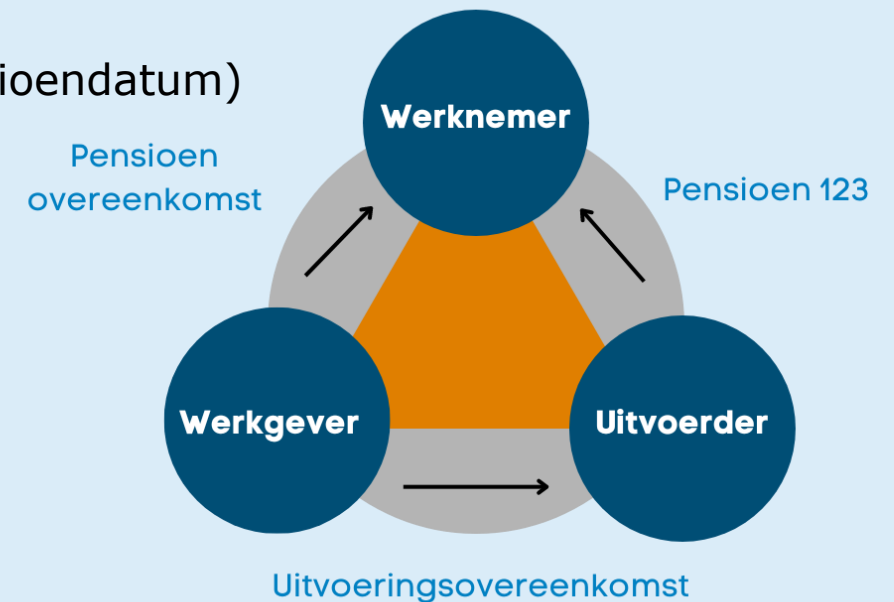 ioendatum)
Werknemer
Pensioen
overeenkomst
Pensioen 123
Werkgever
Uitvoerder
Uitvoeringsovereenkomst